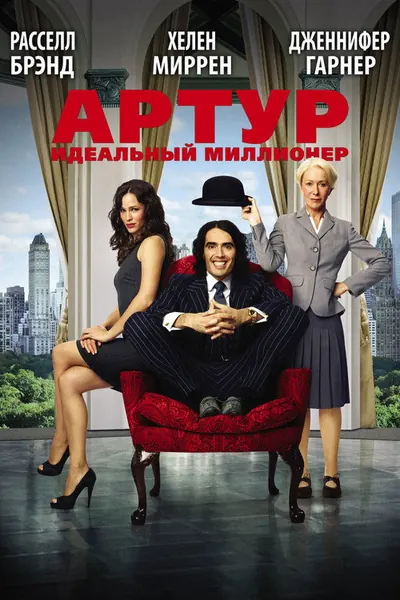 РАССЕЛЛ БРЭНД
ХЕЛЕН МИРРЕН
ДЖЕННИФЕР ГАРНЕР
АРТУР
ИДЕАЛЬНЫЙ МИЛЛИОНЕР